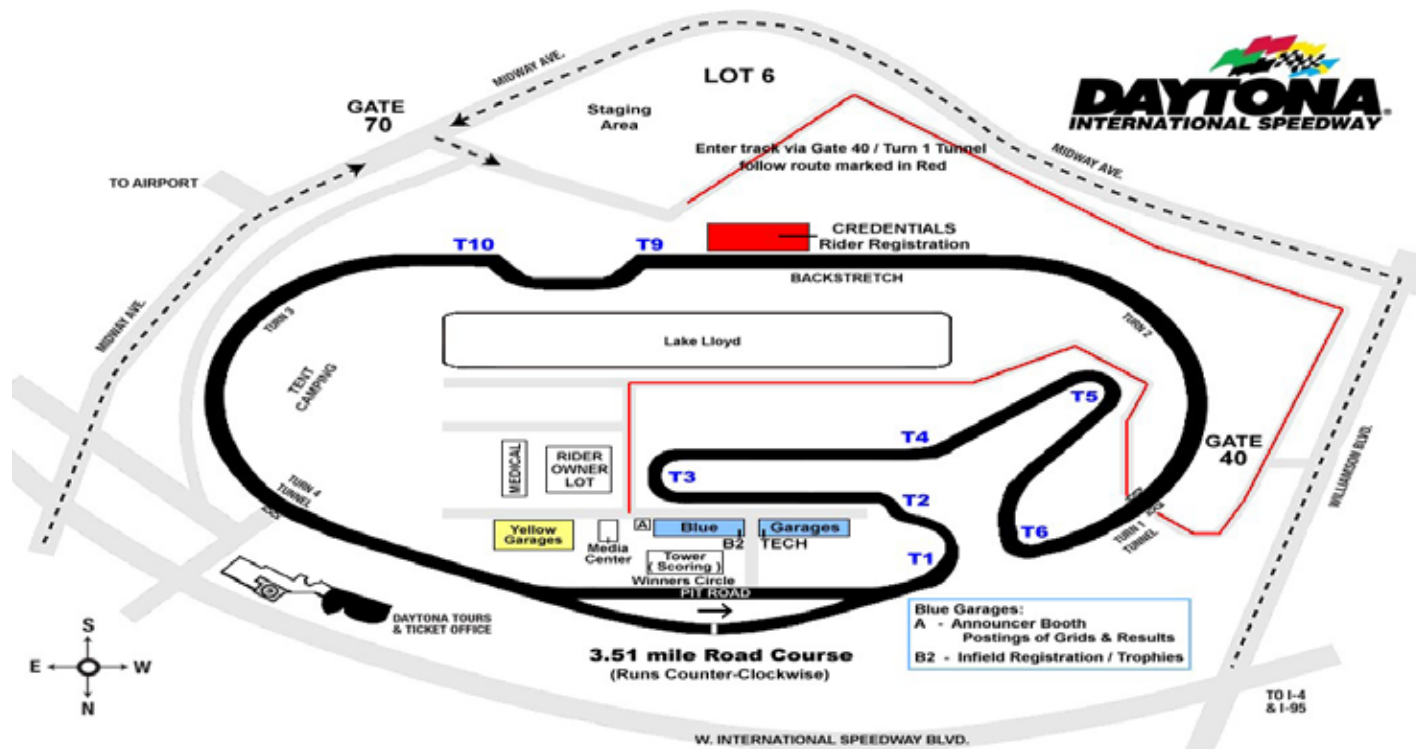 MIDWAY AVE.
LOT 6
GATE
70
Staging
Area
DAYTONA
INTERNATIONAL SPEEDWAY
Enter track via Gate 40 / Turn 1 Tunnel
follow route marked in Red
MIDWAY AVE.
TO AIRPORT
CREDENTIALS
Rider Registration
T10
T9
BACKSTRETCH
MIDWAY AVE.
TURN 3
TURN 2
Lake Lloyd
TENT
CAMPING
T5
T4
GATE
40
WILLIAMSON BLVD.
MEDICAL
RIDER
OWNER
LOT
T3
T2
TURN 4
TUNNEL
TURN 1
TUNNEL
Yellow
Garages
Media
Center
A
Blue
Garages
B2
TECH
T6
T1
Tower
( Scoring )
Winners Circle
PIT ROAD
DAYTONA TOURS
& TICKET OFFICE
Blue Garages:
A - Announcer Booth
Postings of Grids & Results
B2 - Infield Registration / Trophies
S
E
W
N
3.51 mile Road Course
(Runs Counter-Clockwise)
TO I-4
& I-95
W. INTERNATIONAL SPEEDWAY BLVD.